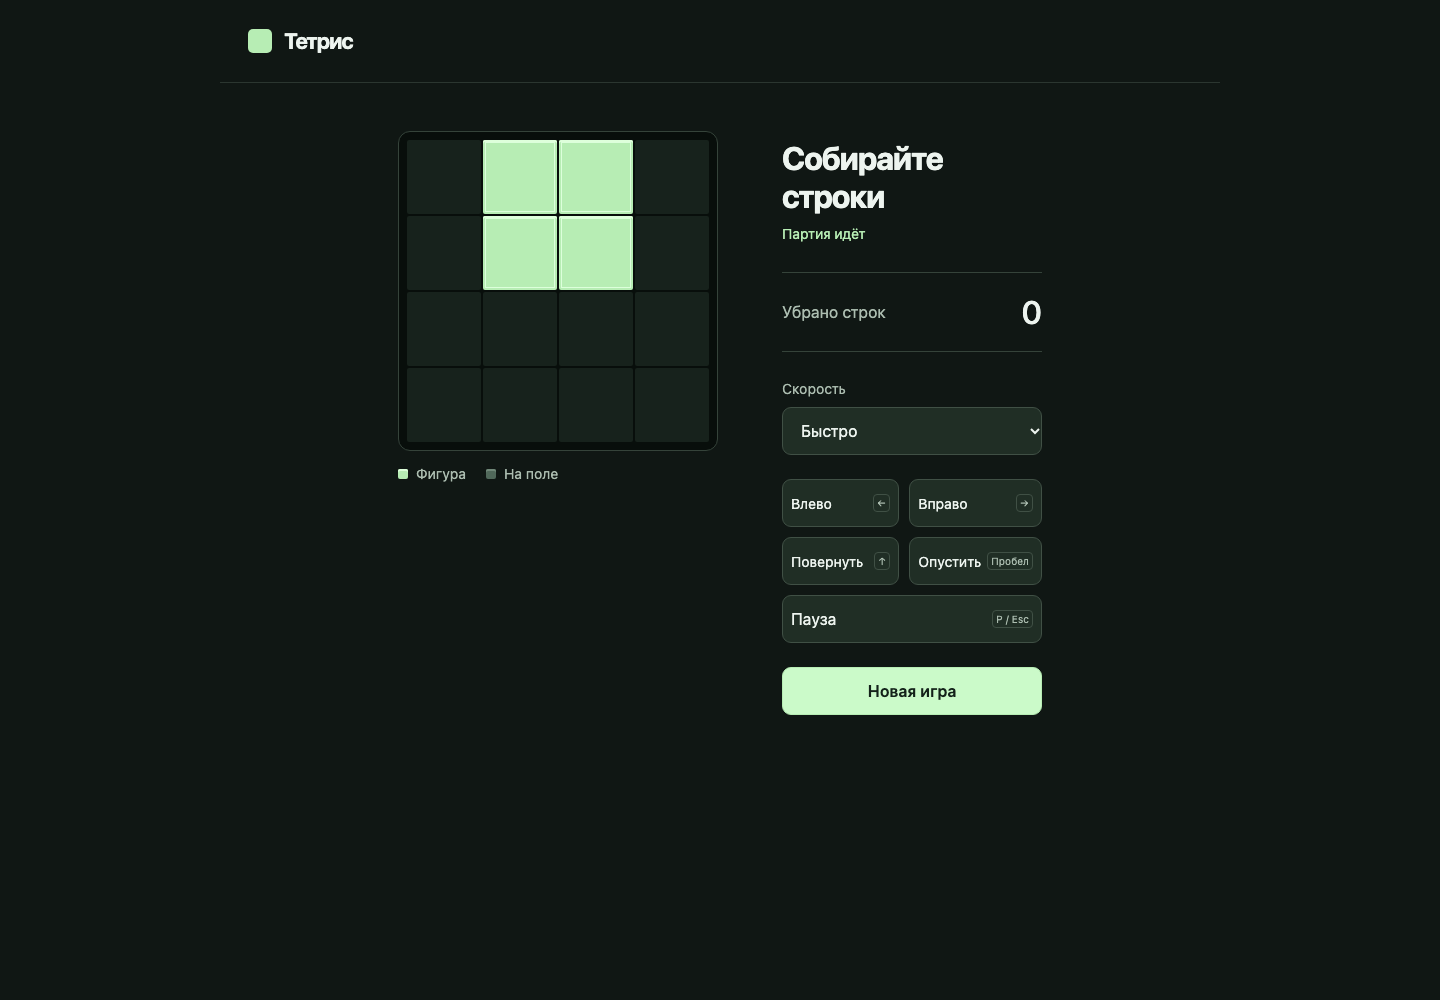 Тетрис
Собирайте
строки
Партия идёт
Убрано строк 0
Скорость
Быстро
Влево ← Вправо →
Повернуть ↑ Опустить Пробел
Пауза P / Esc
Новая игра
Фигура На поле